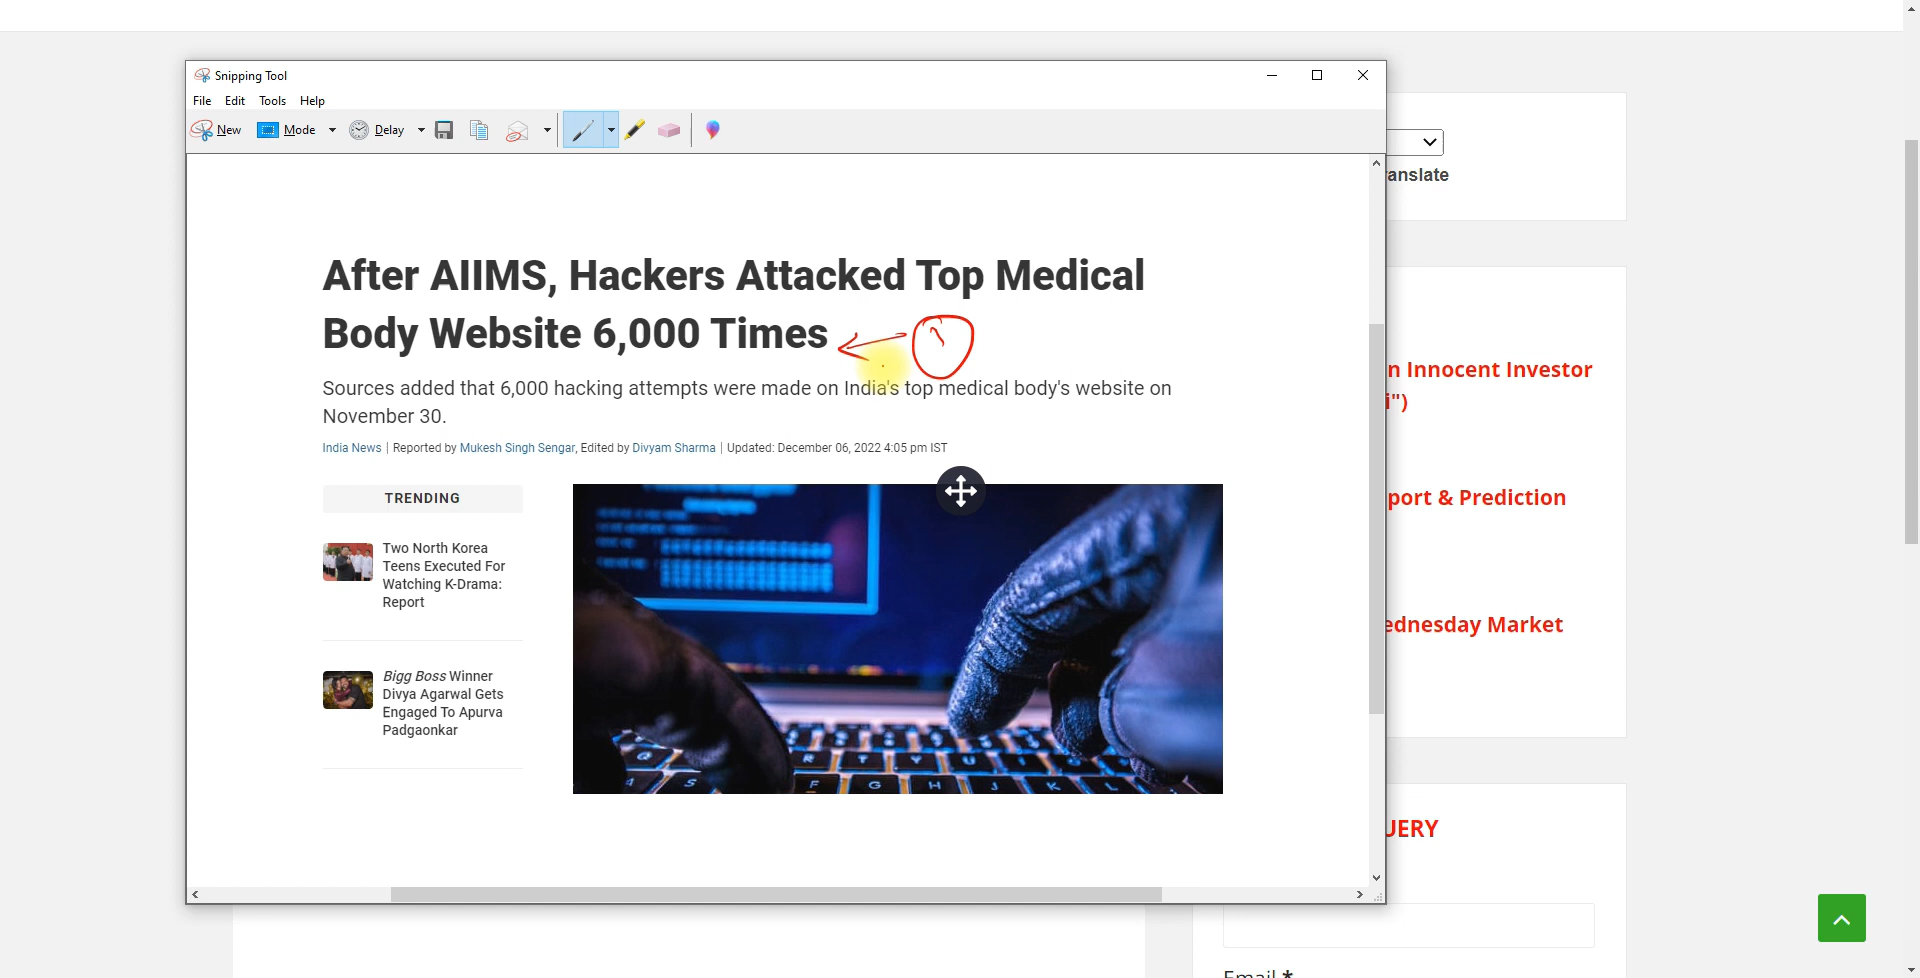 Snipping Tool
File Edit Tools Help
New Mode Delay
After AIIMS, Hackers Attacked Top Medical
Body Website 6,000 Times
Sources added that 6,000 hacking attempts were made on India's top medical body's website on
November 30.
India News | Reported by Mukesh Singh Sengar, Edited by Divyam Sharma | Updated: December 06, 2022 4:05 pm IST
TRENDING
Two North Korea
Teens Executed For
Watching K-Drama:
Report
Bigg Boss Winner
Divya Agarwal Gets
Engaged To Apurva
Padgaonkar
anslate
n Innocent Investor
i")
port & Prediction
ednesday Market
UERY
Email *